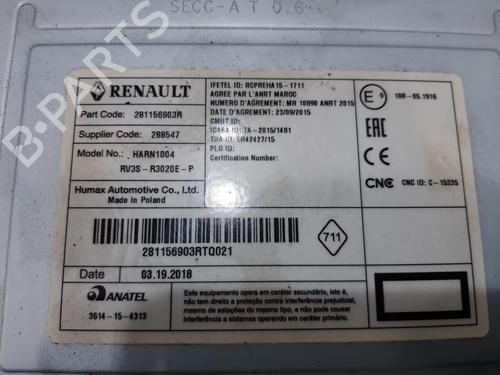 SECC-A T 0.6
RENAULT
Part Code: 281156903R
Supplier Code: 288547
Model No.: HARN1004
RV3S-R3020E-P
Humax Automotive Co., Ltd.
Made in Poland
IFETEL ID: RCPREHA15-1711
AGREE PAR L'ANRT MAROC
NUMERO D'AGREMENT: MR 10890 ANRT 2015
DATE D'AGREMENT: 23/09/2015
CMIIT ID:
ICASA ID: TA-2015/1401
TRA ID: ER42427/15
PLG ID:
Certification Number:
E 9 10R-05.1916
EAC
CNC CNC ID: C-15335
281156903RTQ021
711
Date 03.19.2018
ANATEL
3614-15-4313
Este equipamento opera em caráter secundário, isto é,
não tem direito a proteção contra interferência prejudicial,
mesmo de estações do mesmo tipo, e não pode causar
interferência a sistemas operando em caráter primário.
B-PARTS